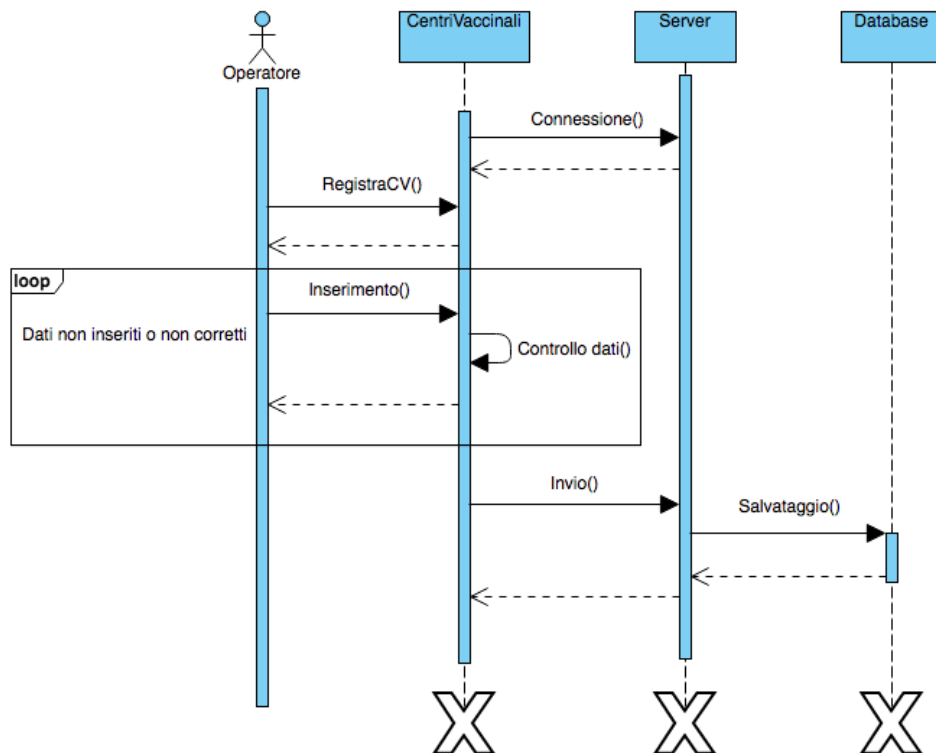 CentriVaccinali
Server
Database
Operatore
Connessione()
RegistraCV()
loop
Inserimento()
Dati non inseriti o non corretti
Controllo dati()
Invio()
Salvataggio()